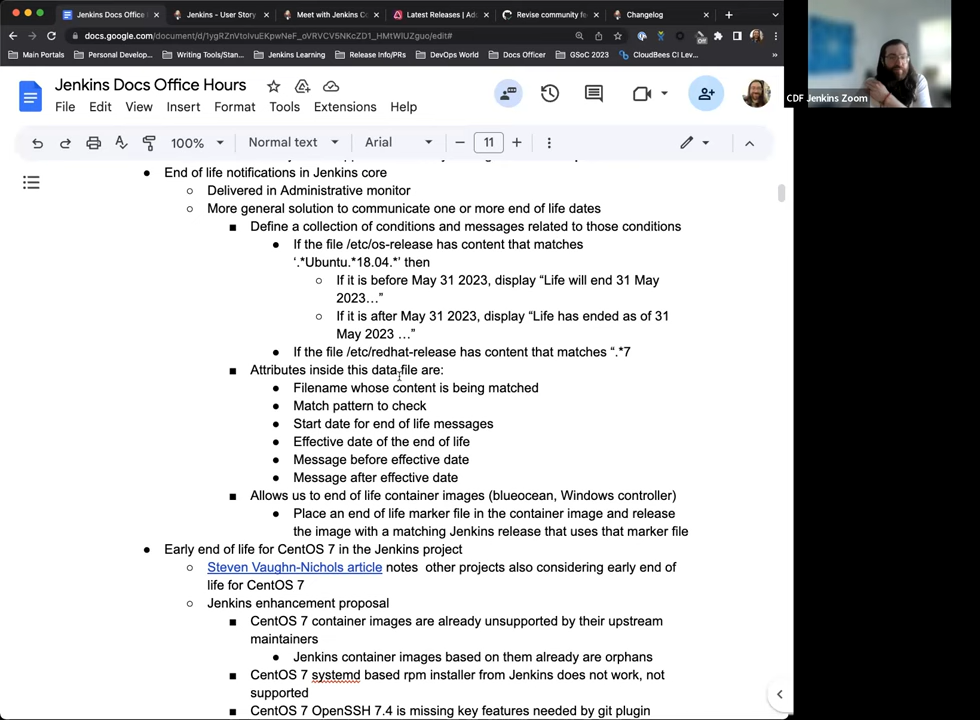 Jenkins Docs Office
Jenkins - User Story
Meet with Jenkins C
Latest Releases | Ad
Revise community fe
Changelog
docs.google.com/document/d/1ygRZnVtolvuEKpwNeF_oVRVCV5NKcZD1_HMtWlUZguo/edit#
Main Portals
Personal Develop...
Writing Tools/Stan...
Jenkins Learning
Release Info/PRs
DevOps World
Docs Officer
GSoC 2023
CloudBees CI Lev...
CDF Jenkins Zoom
Jenkins Docs Office Hours
File Edit View Insert Format Tools Extensions Help
100% Normal text Arial 11
End of life notifications in Jenkins core
Delivered in Administrative monitor
More general solution to communicate one or more end of life dates
Define a collection of conditions and messages related to those conditions
If the file /etc/os-release has content that matches
‘.*Ubuntu.*18.04.*’ then
If it is before May 31 2023, display “Life will end 31 May
2023…”
If it is after May 31 2023, display “Life has ended as of 31
May 2023 …”
If the file /etc/redhat-release has content that matches “.*7
Attributes inside this data file are:
Filename whose content is being matched
Match pattern to check
Start date for end of life messages
Effective date of the end of life
Message before effective date
Message after effective date
Allows us to end of life container images (blueocean, Windows controller)
Place an end of life marker file in the container image and release
the image with a matching Jenkins release that uses that marker file
Early end of life for CentOS 7 in the Jenkins project
Steven Vaughn-Nichols article notes other projects also considering early end of
life for CentOS 7
Jenkins enhancement proposal
CentOS 7 container images are already unsupported by their upstream
maintainers
Jenkins container images based on them already are orphans
CentOS 7 systemd based rpm installer from Jenkins does not work, not
supported
CentOS 7 OpenSSH 7.4 is missing key features needed by git plugin